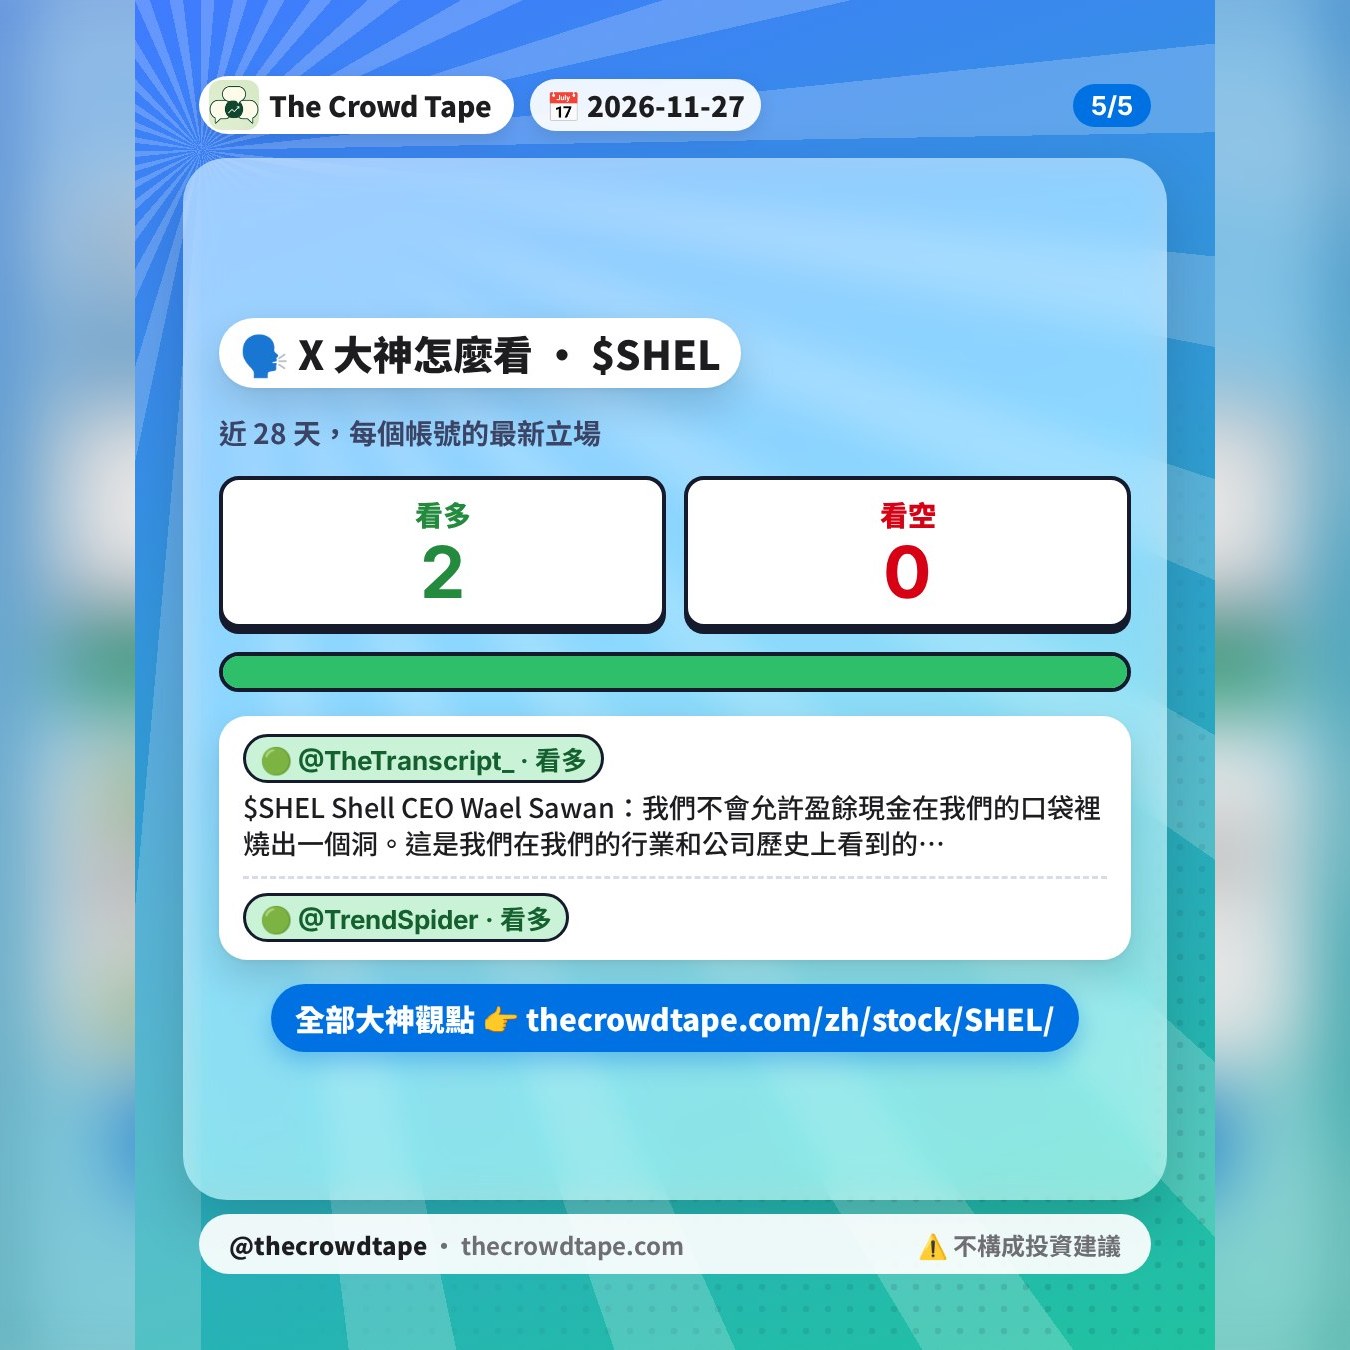 The Crowd Tape
📅 2026-11-27
5/5
🗣️ X 大神怎麼看 · $SHEL
近 28 天，每個帳號的最新立場
看多
2
看空
0
🟢 @TheTranscript_ · 看多
$SHEL Shell CEO Wael Sawan：我們不會允許盈餘現金在我們的口袋裡
燒出一個洞。這是我們在我們的行業和公司歷史上看到的…
🟢 @TrendSpider · 看多
全部大神觀點 👉 thecrowdtape.com/zh/stock/SHEL/
@thecrowdtape · thecrowdtape.com
⚠️ 不構成投資建議